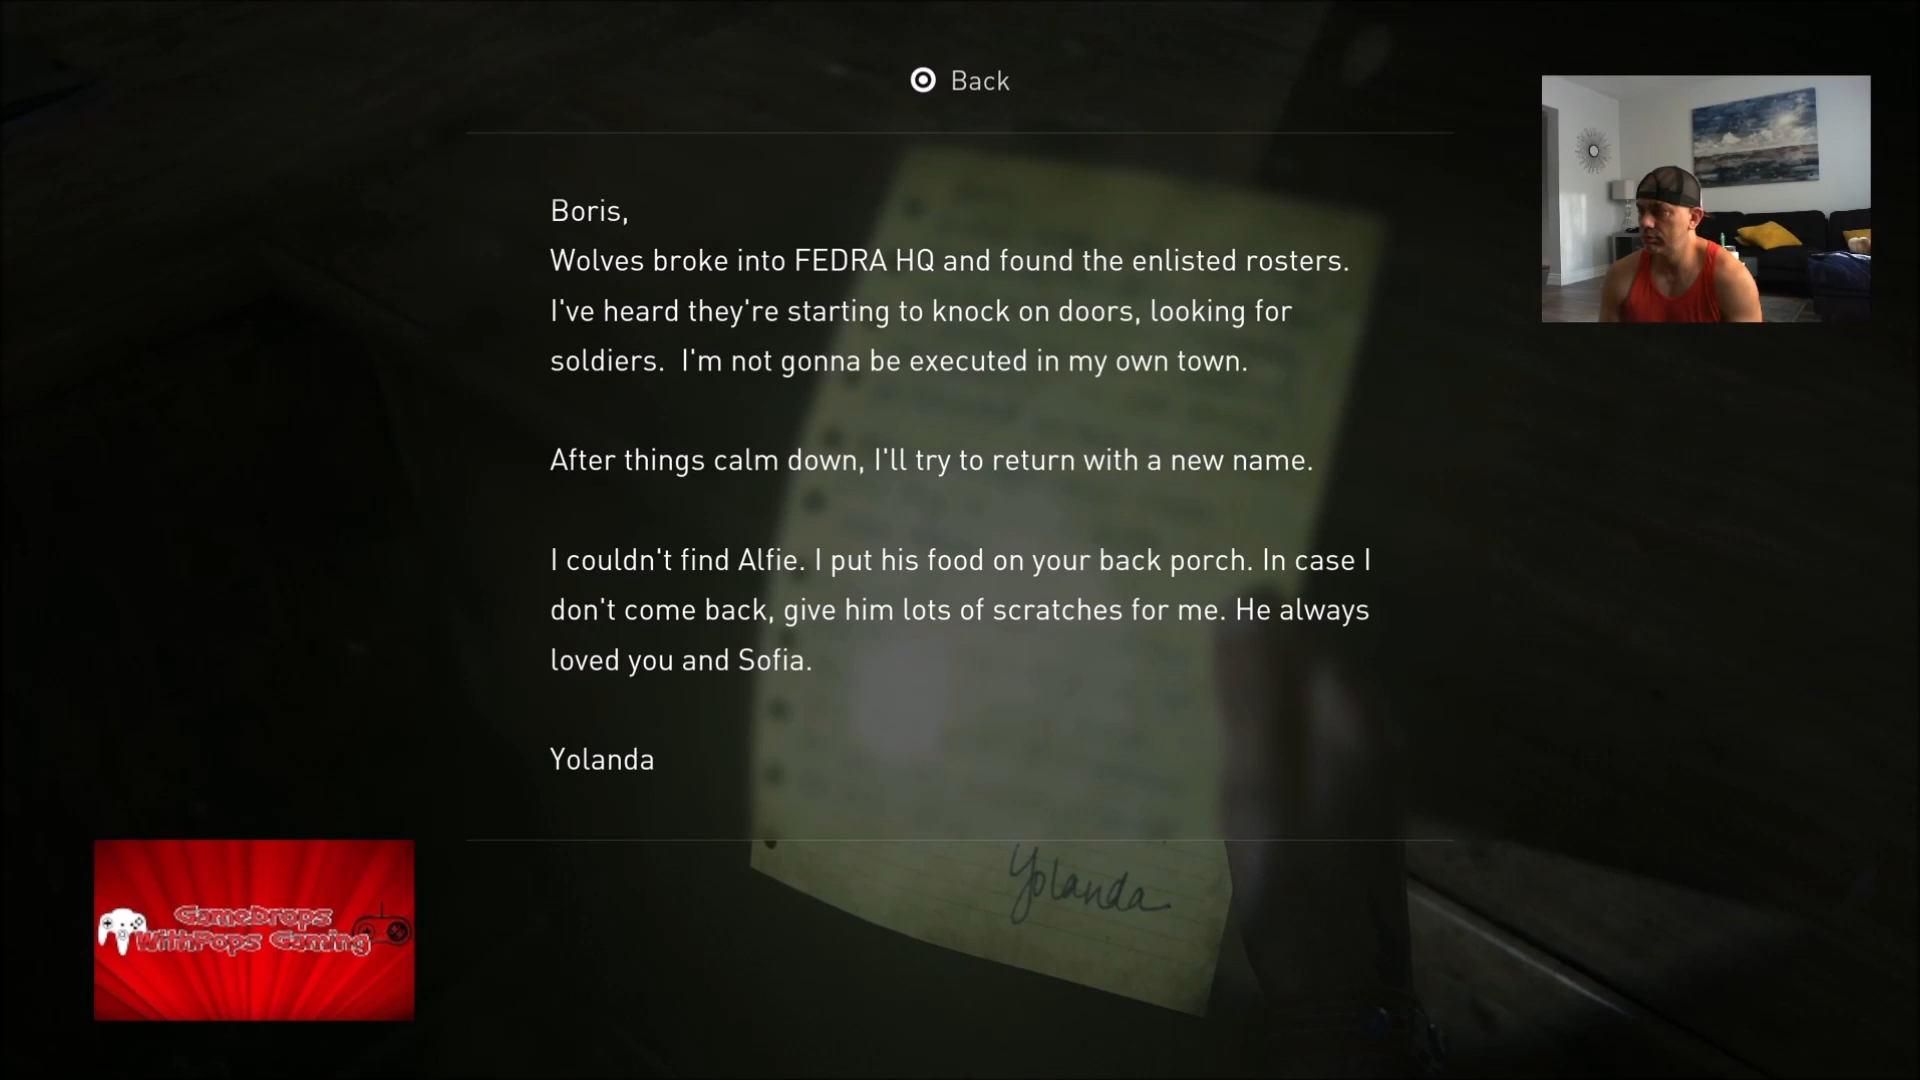 Back
Boris,
Wolves broke into FEDRA HQ and found the enlisted rosters.
I've heard they're starting to knock on doors, looking for
soldiers.  I'm not gonna be executed in my own town.
After things calm down, I'll try to return with a new name.
I couldn't find Alfie. I put his food on your back porch. In case I
don't come back, give him lots of scratches for me. He always
loved you and Sofia.
Yolanda
Yolanda
GameDrops
WithPops Gaming